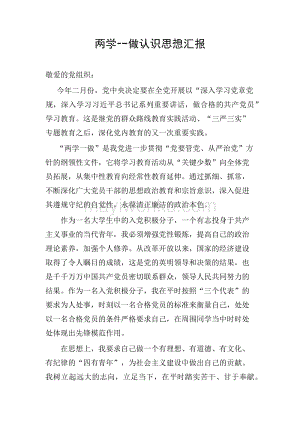 两学--做认识思想汇报
敬爱的党组织：
今年二月份，党中央决定要在全党开展以“深入学习党章党
规，深入学习习近平总书记系列重要讲话，做合格的共产党员”
学习教育。这是继党的群众路线教育实践活动、“三严三实”
专题教育之后，深化党内教育的又一次重要实践。
“两学一做”是我党进一步贯彻“党要管党、从严治党”方
针的纲领性文件，它将学习教育活动从“关键少数”向全体党
员拓展，从集中性教育向经常性教育延伸。通过抓细、抓常，
不断深化广大党员干部的思想政治教育和宗旨意识，深入促进
其遵规守纪的自觉性，永葆清正廉洁的政治本色。
作为一名大学生中的入党积极分子，一个有志投身于共产
主义事业的当代青年，我必须增强党性锻炼，提高自己的政治
理论素养，加强个人修养。从改革开放以来，国家的经济建设
取得了令人瞩目的成绩，这是党的英明领导和决策的结果，也
是千千万万中国共产党员密切联系群众，领导人民共同努力的
结果。作为一名入党积极分子，我在平时按照“三个代表”的
要求为人处事，时刻以一名合格党员的标准来衡量自己，处处
以一名合格党员的条件严格要求自己，在周围同学当中时时处
处体现出先锋模范作用。
在思想上，我要求自己做一个有理想、有道德、有文化、
有纪律的“四有青年”，为社会主义建设中做出自己的贡献。
我树立起远大的志向，立足当下，在平时踏实苦干、甘于奉献。